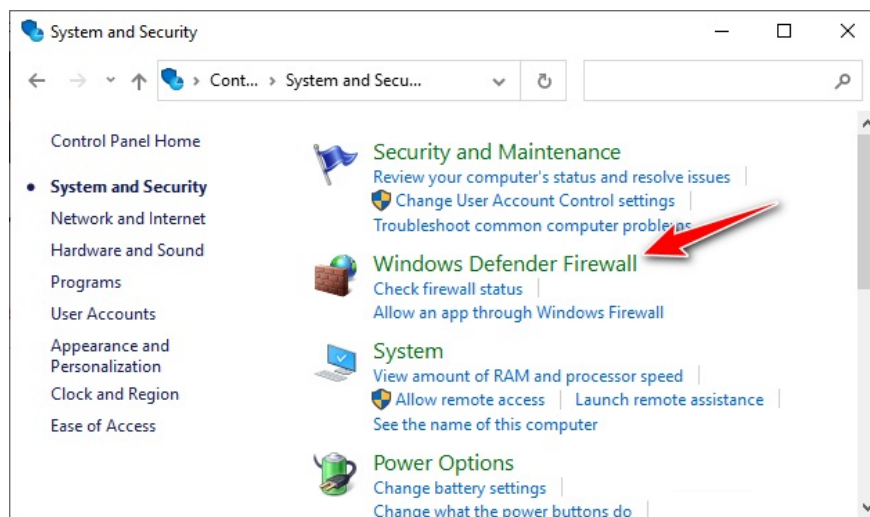 System and Security
Cont... > System and Secu...
Control Panel Home
System and Security
Network and Internet
Hardware and Sound
Programs
User Accounts
Appearance and
Personalization
Clock and Region
Ease of Access
Security and Maintenance
Review your computer's status and resolve issues
Change User Account Control settings
Troubleshoot common computer problems
Windows Defender Firewall
Check firewall status
Allow an app through Windows Firewall
System
View amount of RAM and processor speed
Allow remote access
Launch remote assistance
See the name of this computer
Power Options
Change battery settings
Change what the power buttons do